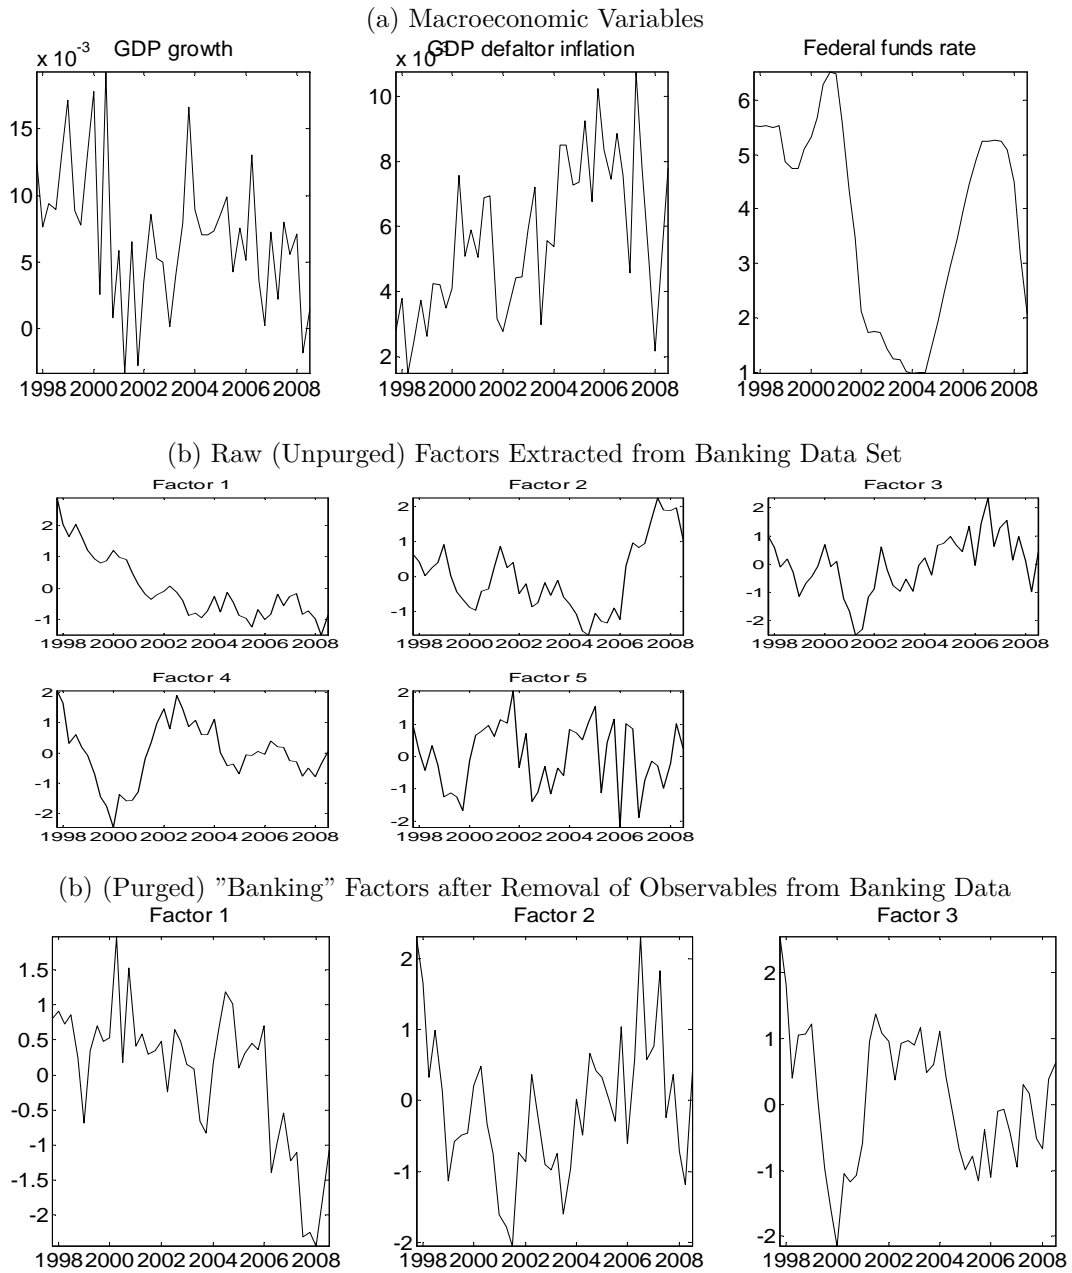 (a) Macroeconomic Variables
x 10⁻³ GDP growth
x 10⁻³ GDP defaltor inflation
Federal funds rate
15
10
5
0
10
8
6
4
2
6
5
4
3
2
1
1998 2000 2002 2004 2006 2008
1998 2000 2002 2004 2006 2008
1998 2000 2002 2004 2006 2008
(b) Raw (Unpurged) Factors Extracted from Banking Data Set
Factor 1
Factor 2
Factor 3
2
1
0
-1
2
1
0
-1
2
1
0
-1
-2
1998 2000 2002 2004 2006 2008
1998 2000 2002 2004 2006 2008
1998 2000 2002 2004 2006 2008
Factor 4
Factor 5
2
1
0
-1
-2
2
1
0
-1
-2
1998 2000 2002 2004 2006 2008
1998 2000 2002 2004 2006 2008
(b) (Purged) ”Banking” Factors after Removal of Observables from Banking Data
Factor 1
Factor 2
Factor 3
1.5
1
0.5
0
-0.5
-1
-1.5
-2
2
1
0
-1
-2
2
1
0
-1
-2
1998 2000 2002 2004 2006 2008
1998 2000 2002 2004 2006 2008
1998 2000 2002 2004 2006 2008